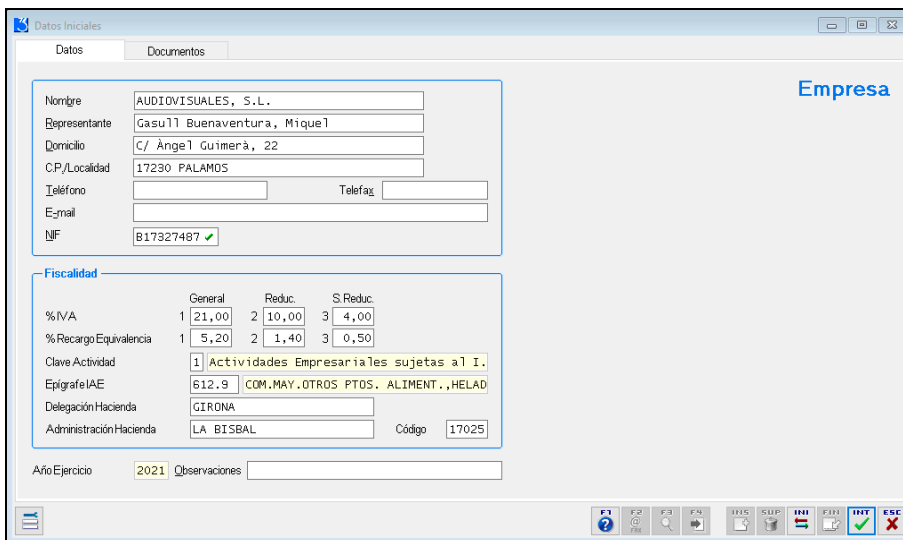 Datos Iniciales
Datos Documentos
Empresa
Nombre AUDIOVISUALES, S.L.
Representante Gasull Buenaventura, Miquel
Domicilio C/ Àngel Guimerà, 22
C.P./Localidad 17230 PALAMOS
Teléfono Telefax
E-mail
NIF B17327487
Fiscalidad
General Reduc. S.Reduc.
% IVA 1 21,00 2 10,00 3 4,00
% Recargo Equivalencia 1 5,20 2 1,40 3 0,50
Clave Actividad 1 Actividades Empresariales sujetas al I.
Epígrafe IAE 612.9 COM.MAY.OTROS PTOS. ALIMENT.,HELAD
Delegación Hacienda GIRONA
Administración Hacienda LA BISBAL Código 17025
Año Ejercicio 2021 Observaciones
F1 F2 F3 F4 INS SUP INI FIN INT ESC